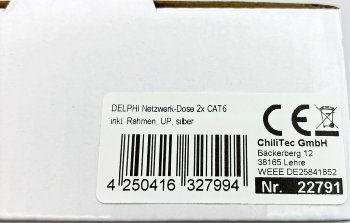 DELPHI Netzwerk-Dose 2x CAT6
inkl. Rahmen, UP, silber
4 250416 327994
CE
ChiliTec GmbH
Bäckerberg 12
38165 Lehre
WEEE DE25841852
Nr. 22791